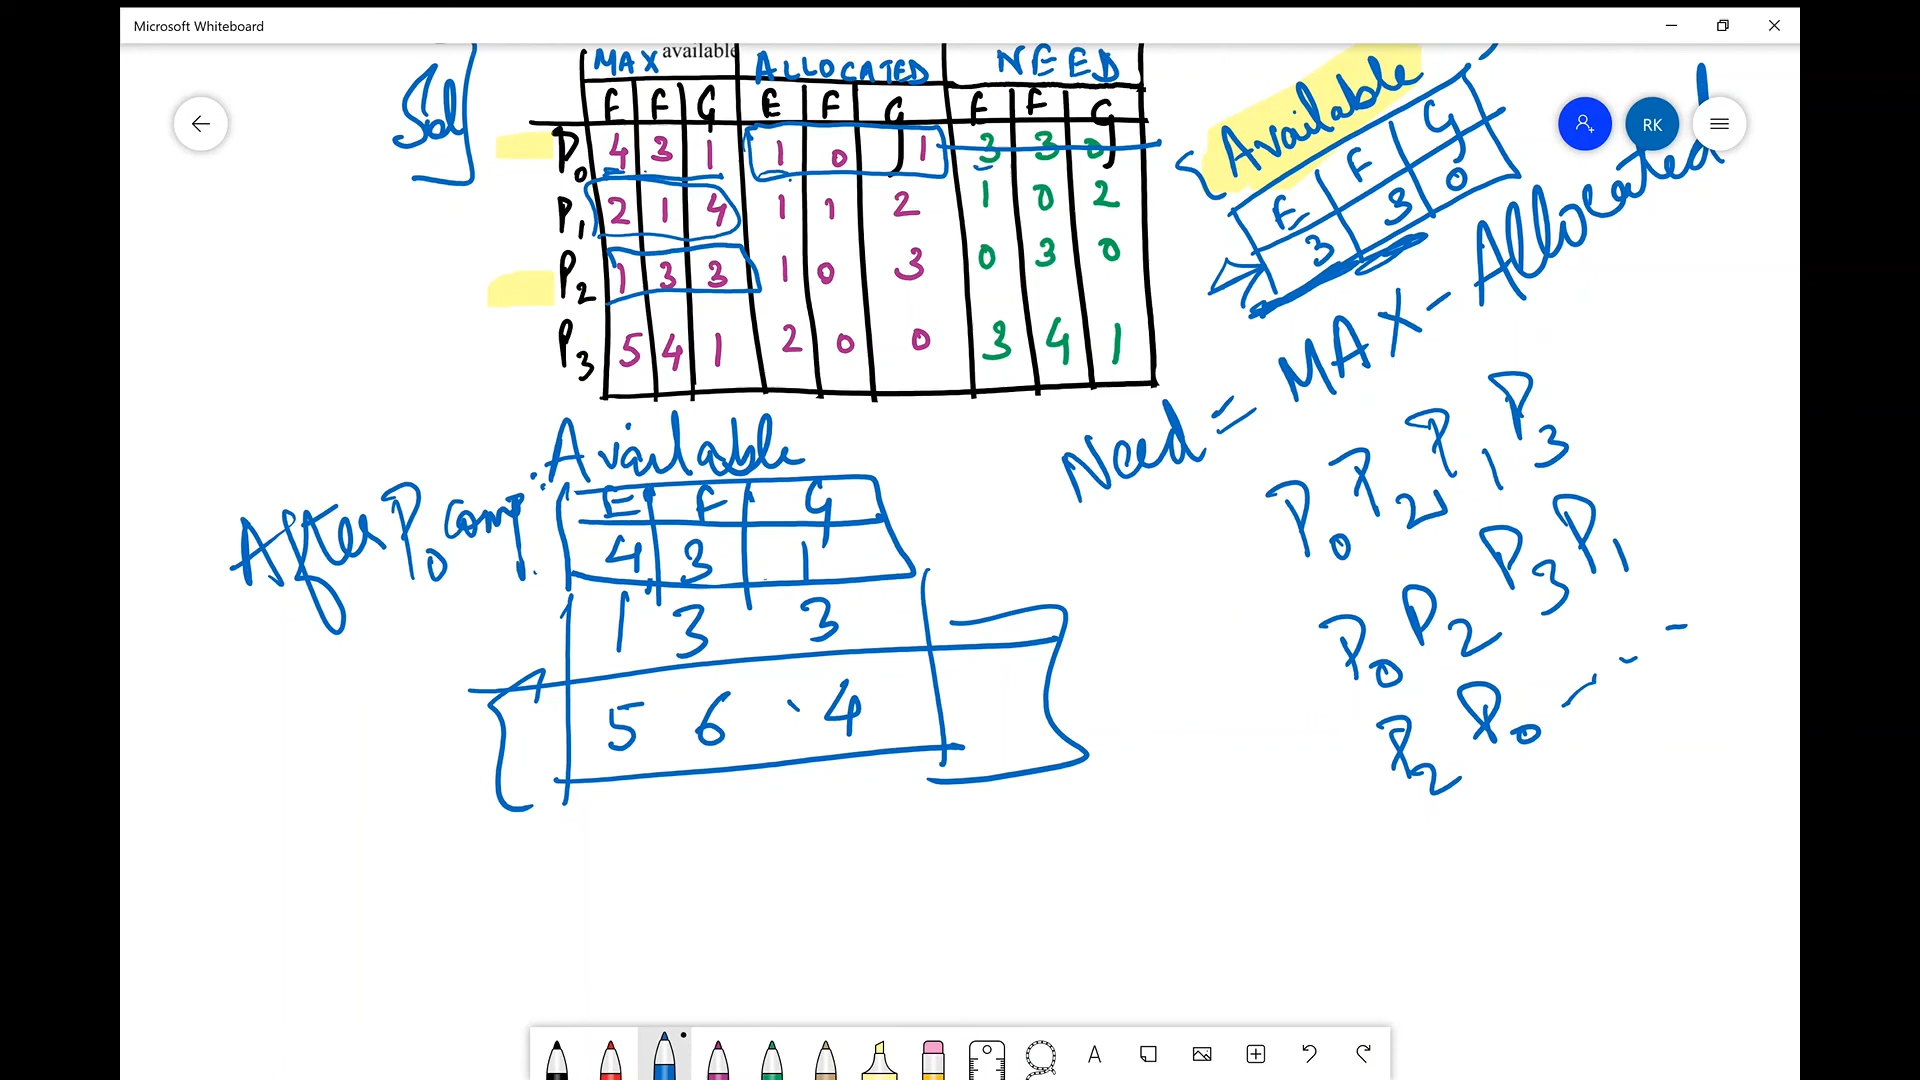 Microsoft Whiteboard
Sol
available
MAX ALLOCATED NEED
E F G E F G E F G
P0 4 3 1 1 0 1 3 3 0
P1 2 1 4 1 1 2 1 0 2
P2 1 3 3 1 0 3 0 3 0
P3 5 4 1 2 0 0 3 4 1
Available
E F G
3 3 0
RK
Need = MAX - Allocated
Available
After P0 comp.
E F G
4 3 1
1 3 3
5 6 4
P0 P2 P1 P3
P0 P2 P3 P1
P2 P0 - - -
A